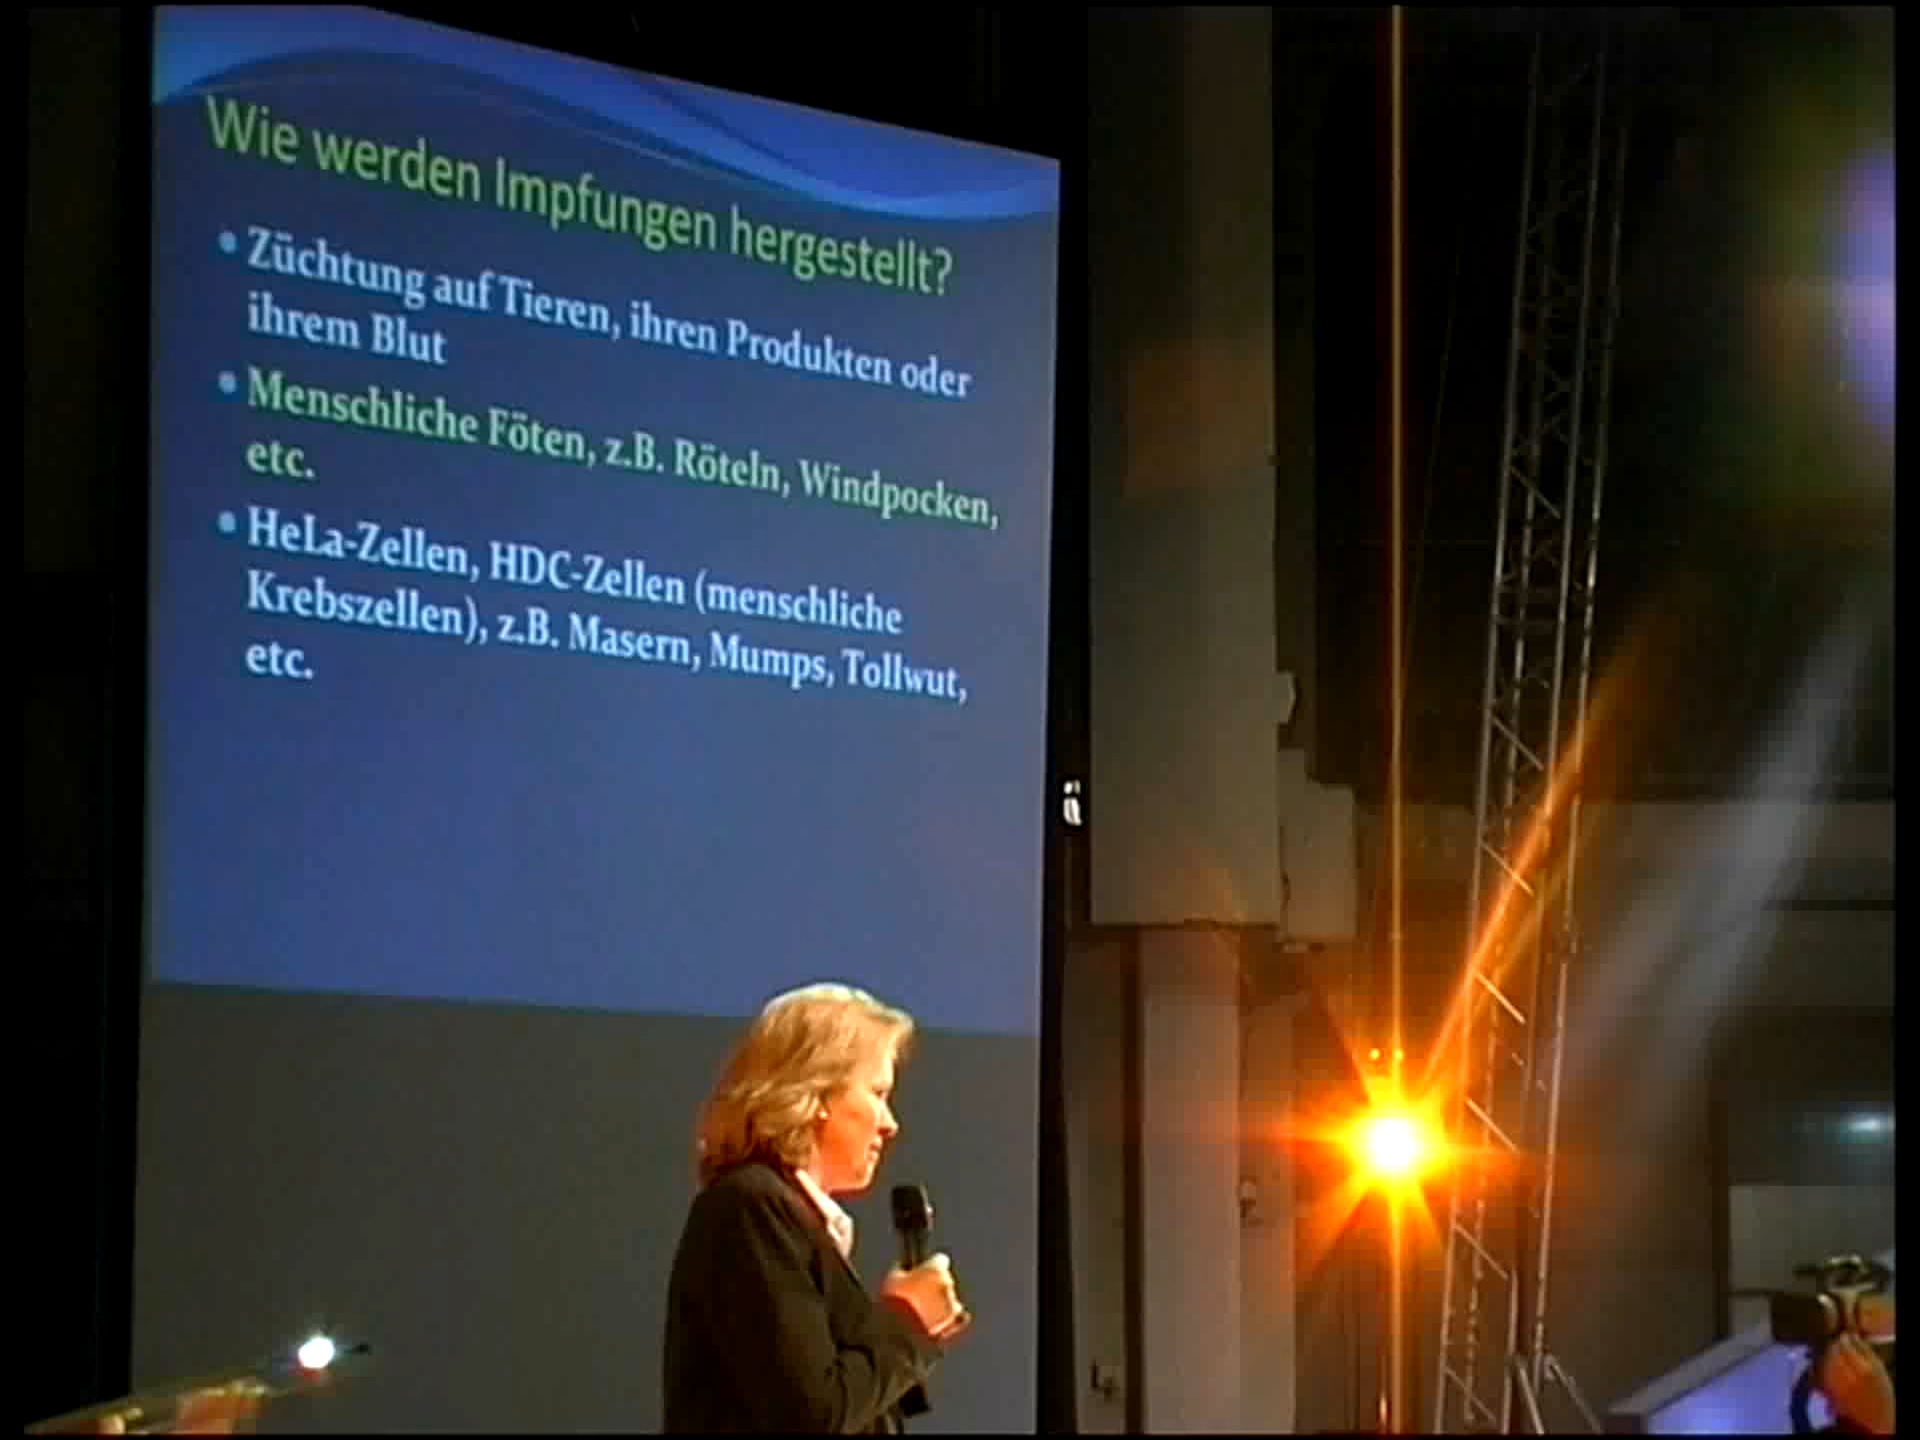 Wie werden Impfungen hergestellt?
• Züchtung auf Tieren, ihren Produkten oder
ihrem Blut
• Menschliche Föten, z.B. Röteln, Windpocken,
etc.
• HeLa-Zellen, HDC-Zellen (menschliche
Krebszellen), z.B. Masern, Mumps, Tollwut,
etc.